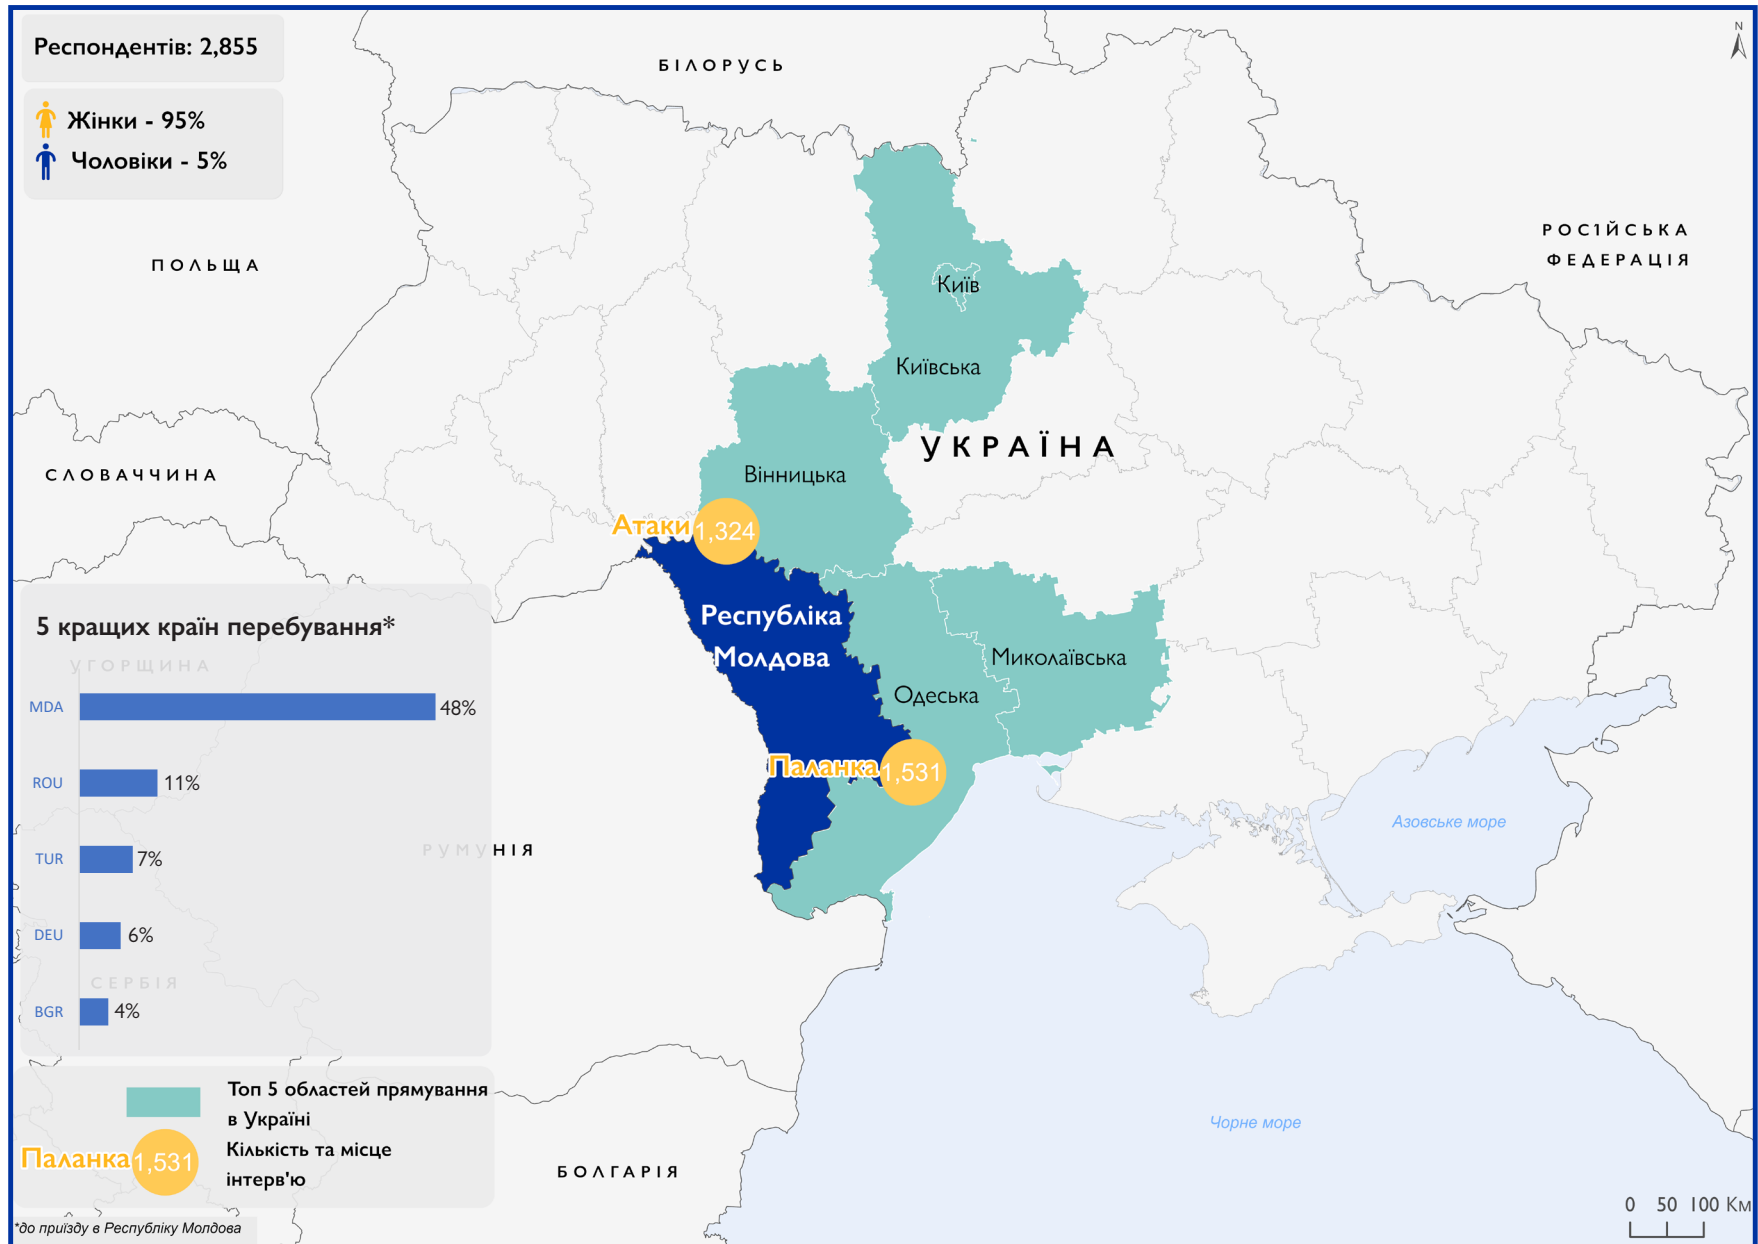 Респондентів: 2,855
Жінки - 95%
Чоловіки - 5%
N
БІЛОРУСЬ
ПОЛЬЩА
РОСІЙСЬКА
ФЕДЕРАЦІЯ
Київ
Київська
УКРАЇНА
СЛОВАЧЧИНА
Вінницька
Атаки 1,324
Республіка
Молдова
Миколаївська
Одеська
Паланка 1,531
5 кращих країн перебування*
УГОРЩИНА
MDA 48%
ROU 11%
TUR 7%
РУМУНІЯ
DEU 6%
СЕРБІЯ
BGR 4%
Азовське море
Чорне море
Топ 5 областей прямування
в Україні
Паланка 1,531
Кількість та місце
інтерв'ю
БОЛГАРІЯ
*до приїзду в Республіку Молдова
0 50 100 Км